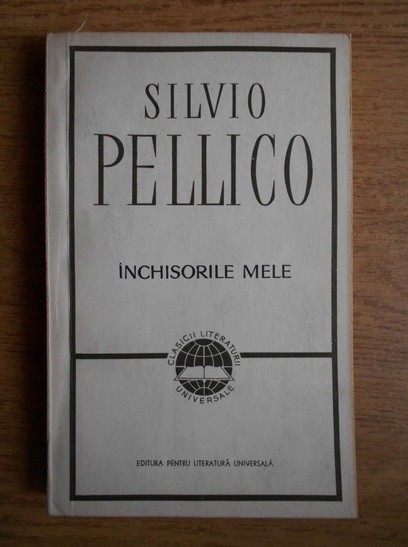 SILVIO
PELLICO
ÎNCHISORILE MELE
CLASICII LITERATURII
UNIVERSALE
EDITURA PENTRU LITERATURĂ UNIVERSALĂ